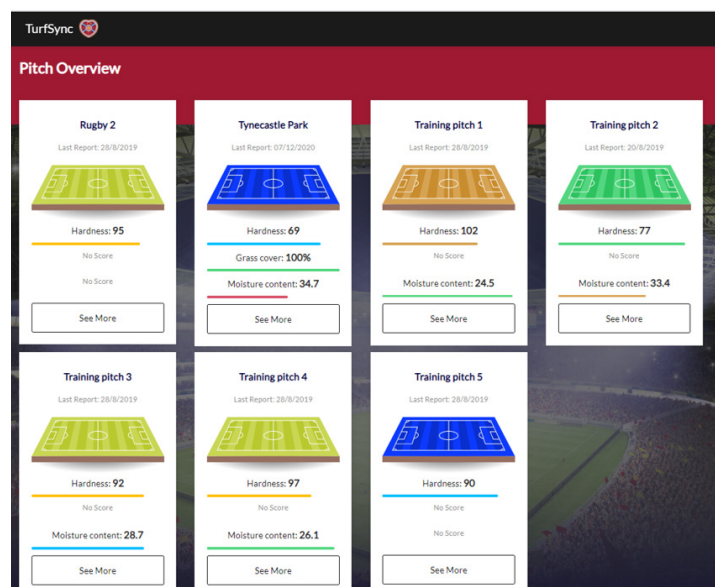 TurfSync
Pitch Overview
Rugby 2
Last Report: 28/8/2019
Hardness: 95
No Score
No Score
See More
Tynecastle Park
Last Report: 07/12/2020
Hardness: 69
Grass cover: 100%
Moisture content: 34.7
See More
Training pitch 1
Last Report: 28/8/2019
Hardness: 102
No Score
Moisture content: 24.5
See More
Training pitch 2
Last Report: 20/8/2019
Hardness: 77
No Score
Moisture content: 33.4
See More
Training pitch 3
Last Report: 28/8/2019
Hardness: 92
No Score
Moisture content: 28.7
See More
Training pitch 4
Last Report: 28/8/2019
Hardness: 97
No Score
Moisture content: 26.1
See More
Training pitch 5
Last Report: 28/8/2019
Hardness: 90
No Score
No Score
See More